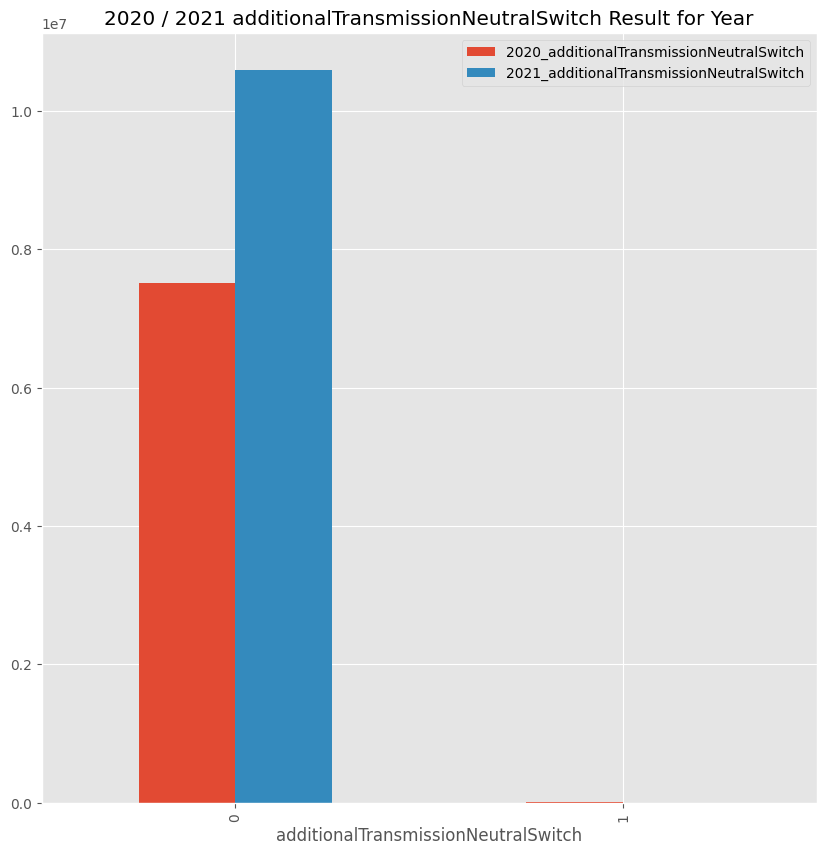 2020 / 2021 additionalTransmissionNeutralSwitch Result for Year
1e7
2020_additionalTransmissionNeutralSwitch
2021_additionalTransmissionNeutralSwitch
1.0
0.8
0.6
0.4
0.2
0.0
0
1
additionalTransmissionNeutralSwitch